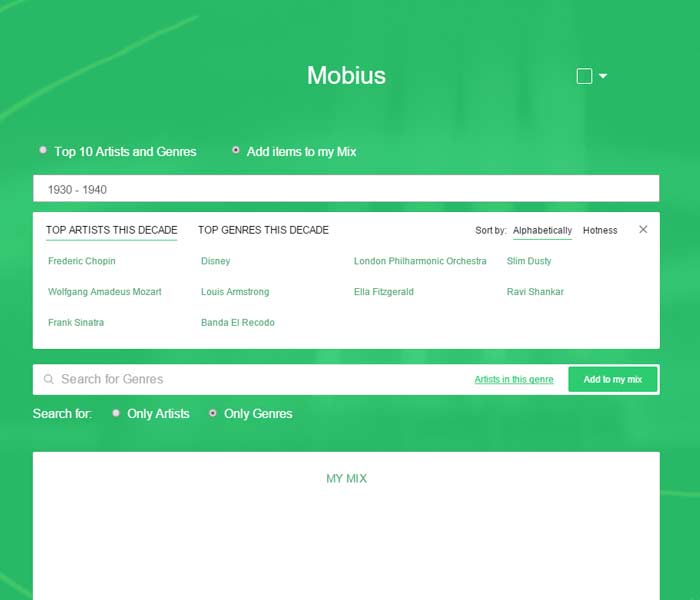 Mobius
Top 10 Artists and Genres Add items to my Mix
1930 - 1940
TOP ARTISTS THIS DECADE TOP GENRES THIS DECADE Sort by: Alphabetically Hotness
Frederic Chopin Disney London Philharmonic Orchestra Slim Dusty
Wolfgang Amadeus Mozart Louis Armstrong Ella Fitzgerald Ravi Shankar
Frank Sinatra Banda El Recodo
Search for Genres Artists in this genre Add to my mix
Search for: Only Artists Only Genres
MY MIX